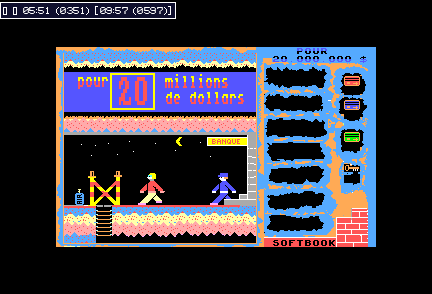 05:51 (0351) [09:57 (0597)]
POUR
20 000 000 $
pour 20 millions
de dollars
BANQUE
SOFTBOOK